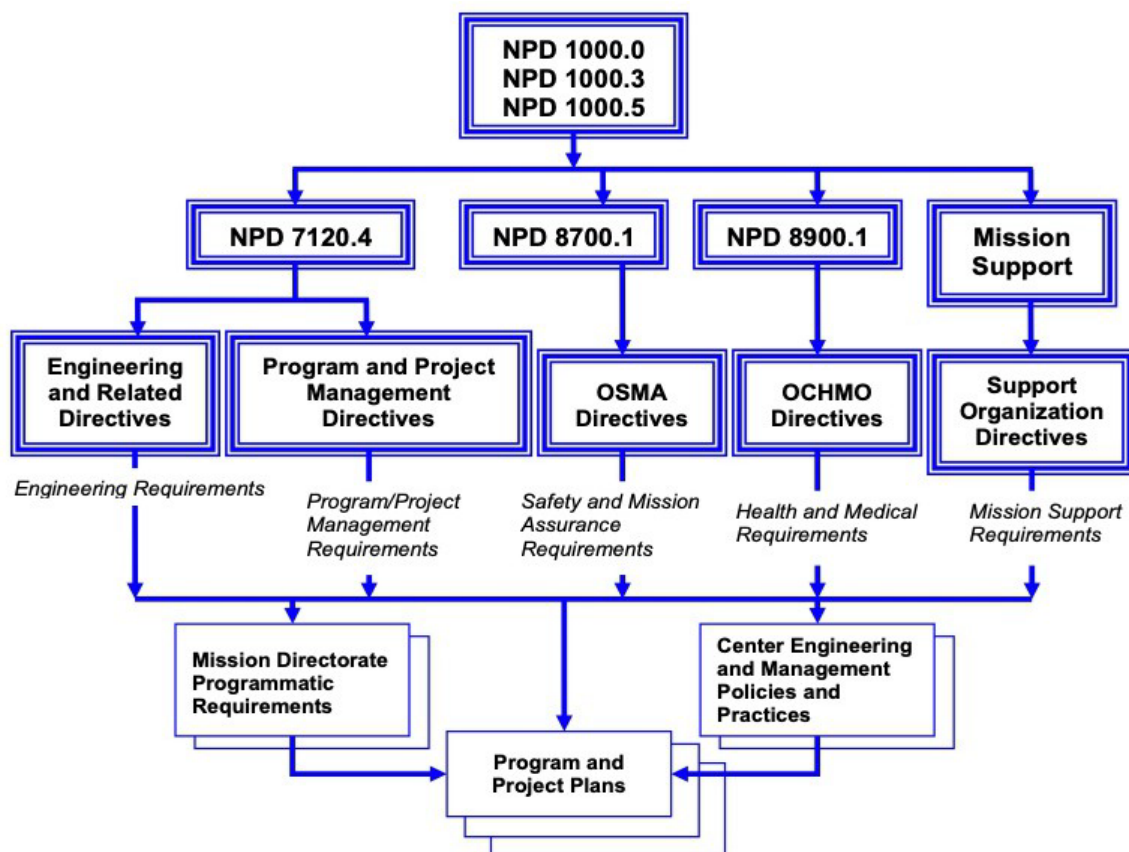 NPD 1000.0
NPD 1000.3
NPD 1000.5
NPD 7120.4
NPD 8700.1
NPD 8900.1
Mission
Support
Engineering
and Related
Directives
Program and Project
Management
Directives
OSMA
Directives
OCHMO
Directives
Support
Organization
Directives
Engineering Requirements
Program/Project
Management
Requirements
Safety and Mission
Assurance
Requirements
Health and Medical
Requirements
Mission Support
Requirements
Mission Directorate
Programmatic
Requirements
Center Engineering
and Management
Policies and
Practices
Program and
Project Plans